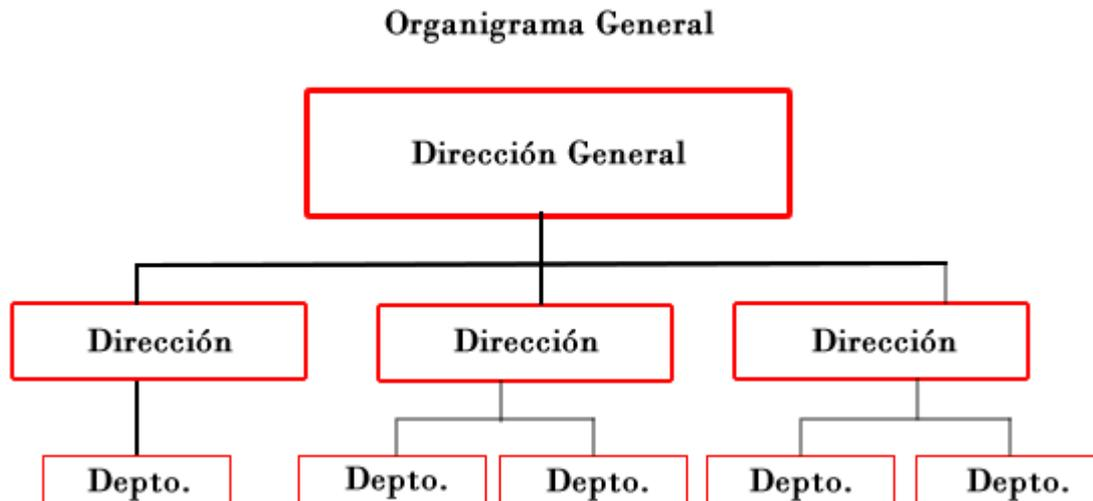 Organigrama General
Dirección General
Dirección
Dirección
Dirección
Depto.
Depto.
Depto.
Depto.
Depto.